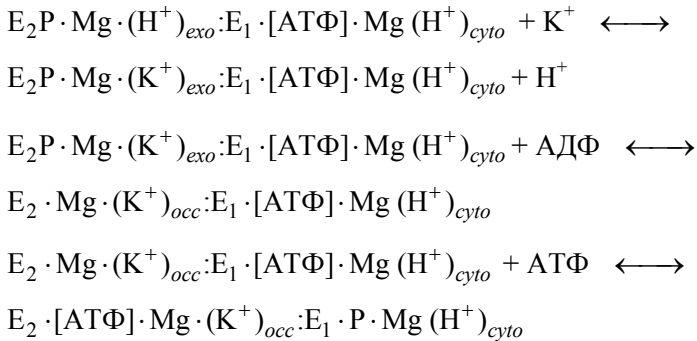 E₂P · Mg · (H⁺)ₑₓₒ:E₁ · [АТФ] · Mg (H⁺)cyto + K⁺ ⟷
E₂P · Mg · (K⁺)ₑₓₒ:E₁ · [АТФ] · Mg (H⁺)cyto + H⁺
E₂P · Mg · (K⁺)ₑₓₒ:E₁ · [АТФ] · Mg (H⁺)cyto + АДФ ⟷
E₂ · Mg · (K⁺)occ:E₁ · [АТФ] · Mg (H⁺)cyto
E₂ · Mg · (K⁺)occ:E₁ · [АТФ] · Mg (H⁺)cyto + АТФ ⟷
E₂ · [АТФ] · Mg · (K⁺)occ:E₁ · P · Mg (H⁺)cyto